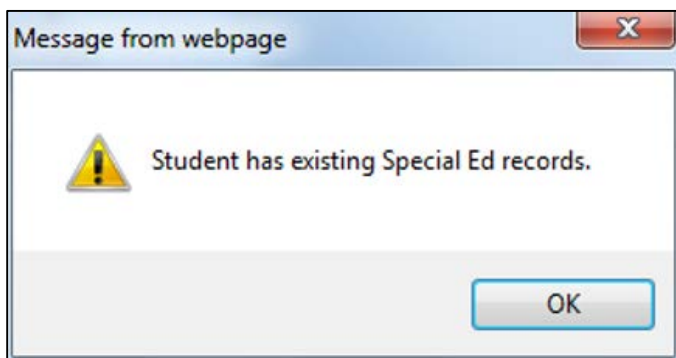 Message from webpage
X
Student has existing Special Ed records.
OK